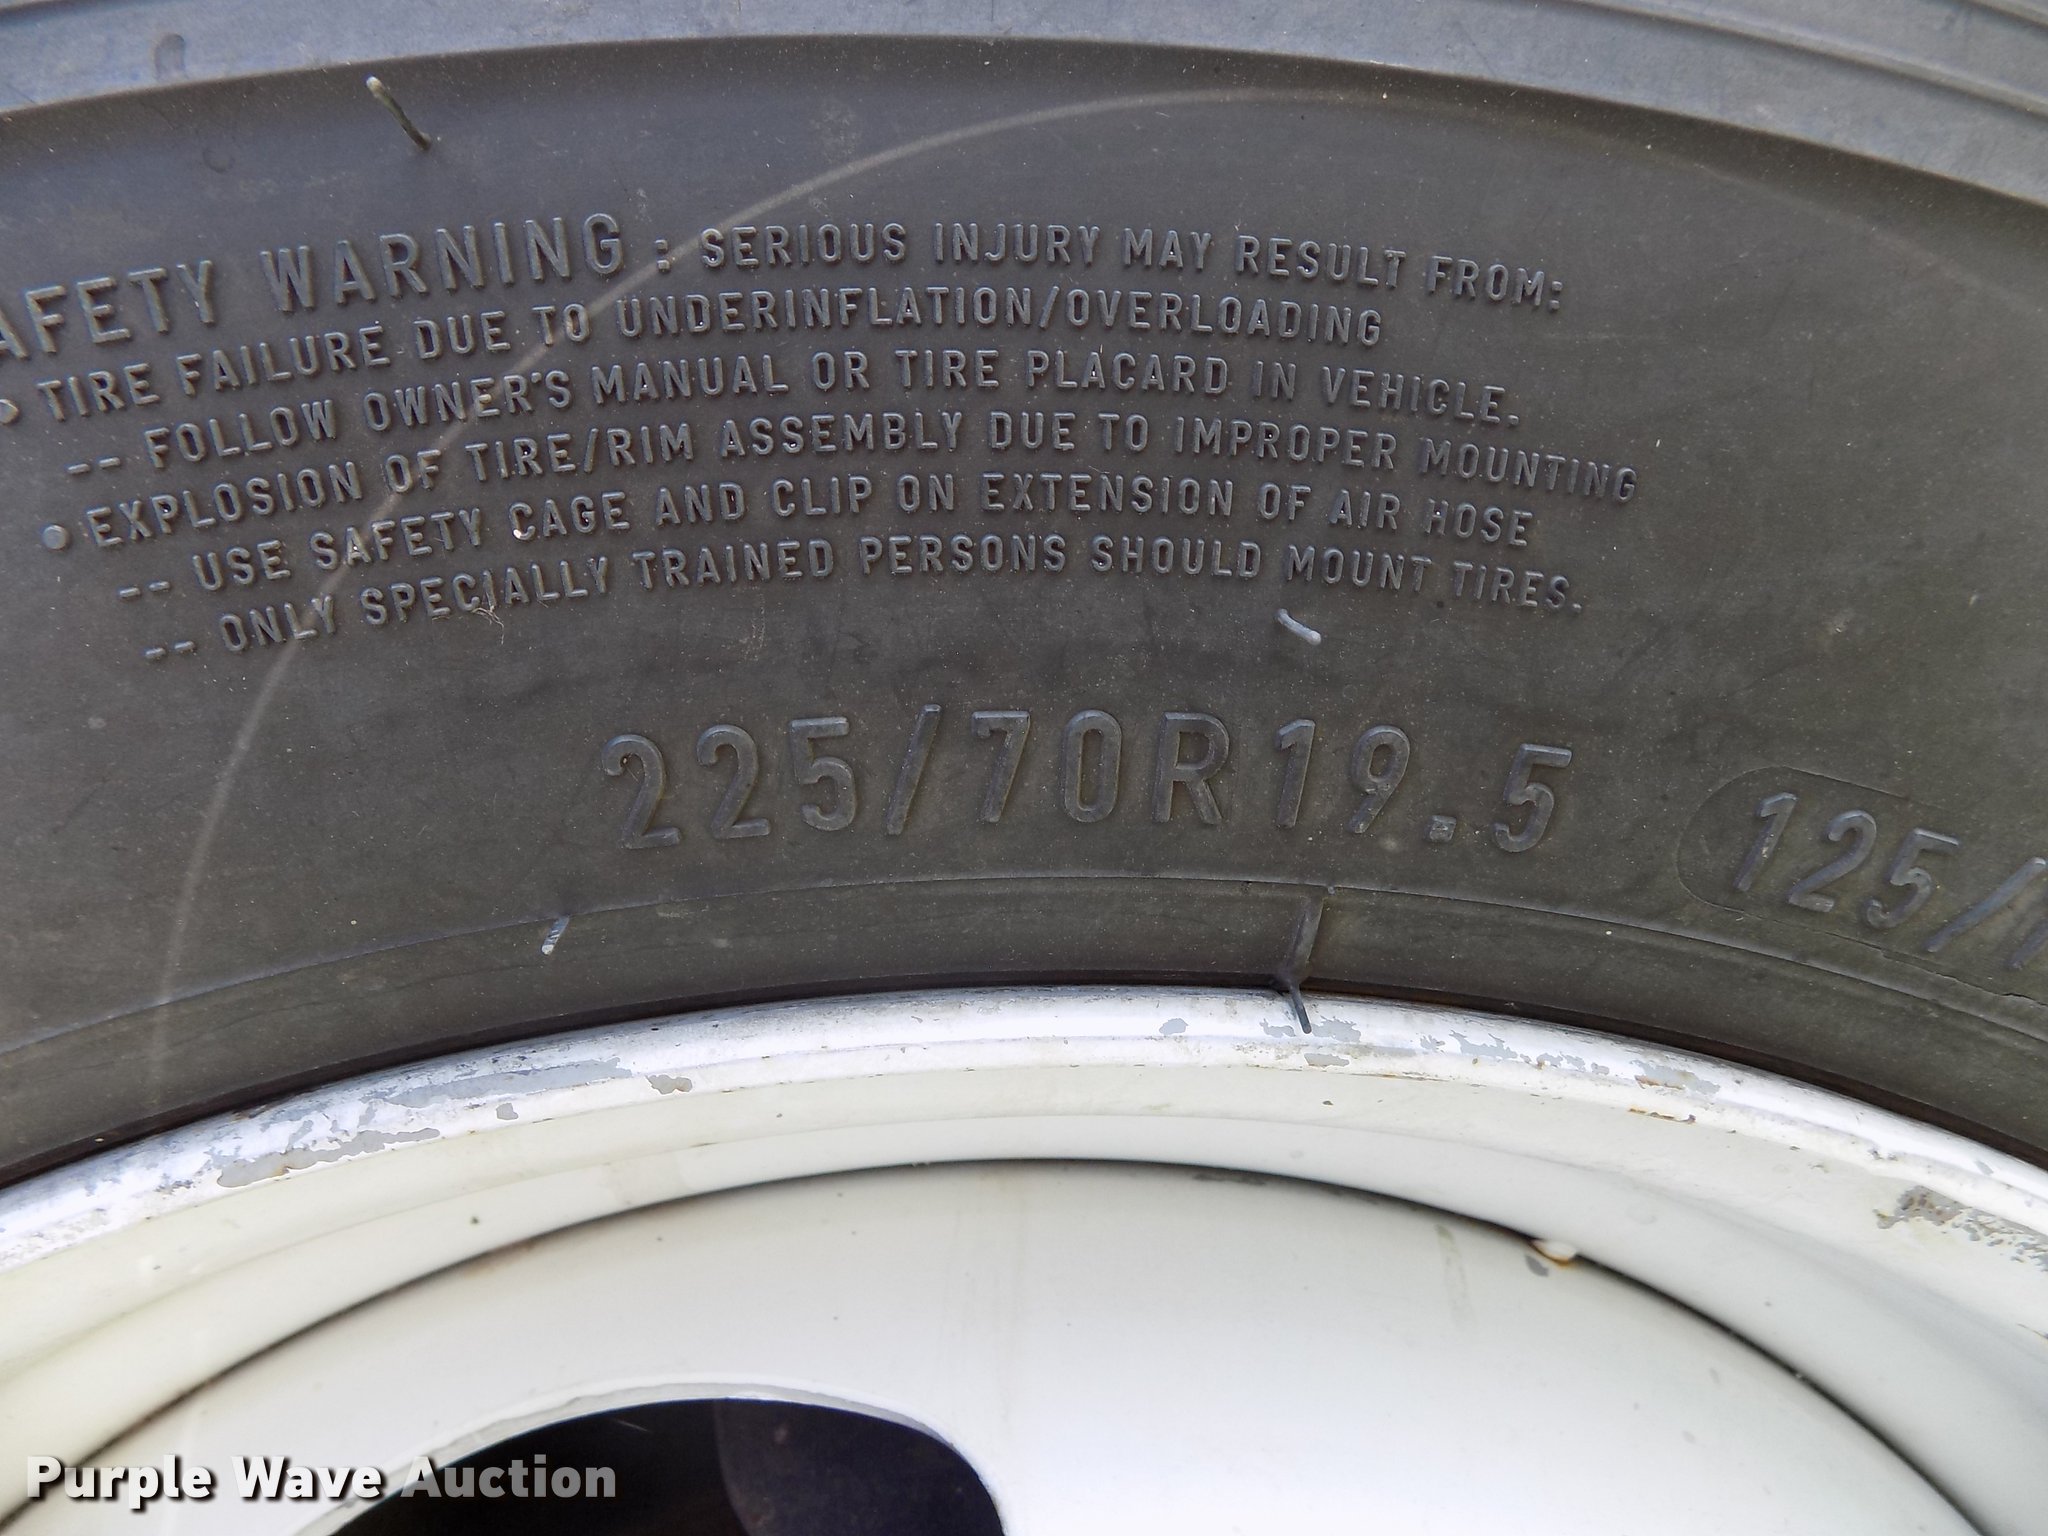 AFETY WARNING : SERIOUS INJURY MAY RESULT FROM:
• TIRE FAILURE DUE TO UNDERINFLATION/OVERLOADING
-- FOLLOW OWNER'S MANUAL OR TIRE PLACARD IN VEHICLE.
• EXPLOSION OF TIRE/RIM ASSEMBLY DUE TO IMPROPER MOUNTING
-- USE SAFETY CAGE AND CLIP ON EXTENSION OF AIR HOSE
-- ONLY SPECIALLY TRAINED PERSONS SHOULD MOUNT TIRES.
225/70R19.5
125/
Purple Wave Auction